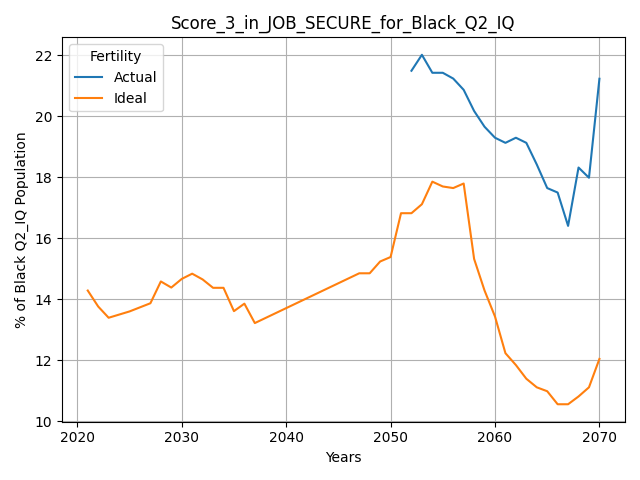 Score_3_in_JOB_SECURE_for_Black_Q2_IQ
Fertility
Actual
Ideal
% of Black Q2_IQ Population
22
20
18
16
14
12
10
2020 2030 2040 2050 2060 2070
Years